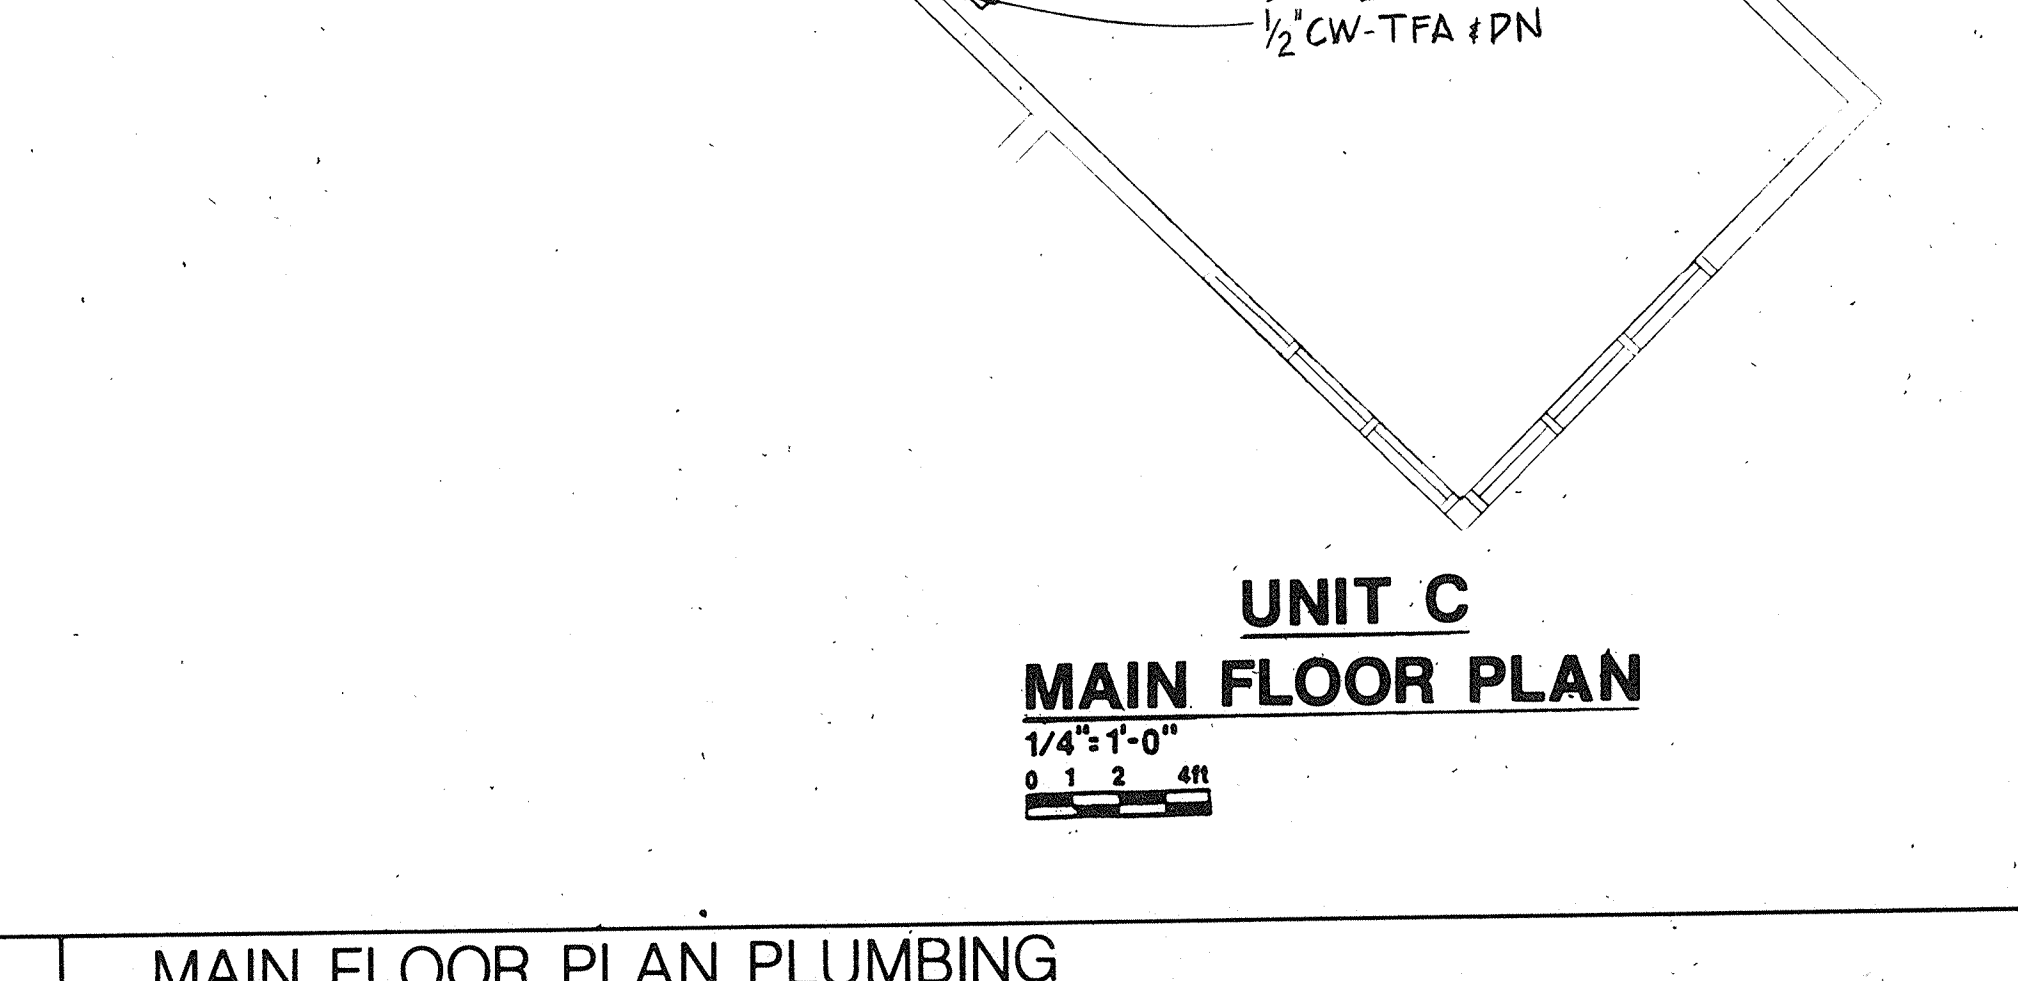 1/2"CW-TFA & DN
UNIT C
MAIN FLOOR PLAN
1/4"=1'-0"
0 1 2 4ft
MAIN FLOOR PLAN PLUMBING